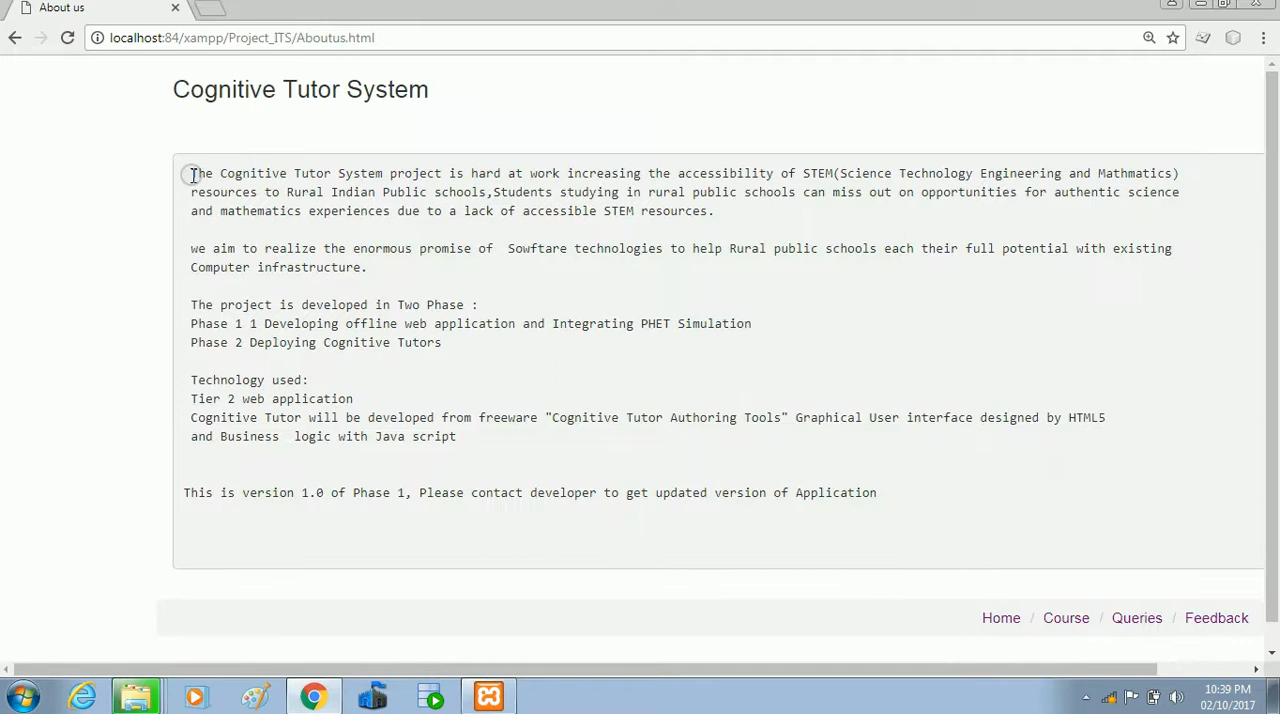 About us
localhost:84/xampp/Project_ITS/Aboutus.html
Cognitive Tutor System
The Cognitive Tutor System project is hard at work increasing the accessibility of STEM(Science Technology Engineering and Mathmatics)
resources to Rural Indian Public schools,Students studying in rural public schools can miss out on opportunities for authentic science
and mathematics experiences due to a lack of accessible STEM resources.
we aim to realize the enormous promise of  Sowftare technologies to help Rural public schools each their full potential with existing
Computer infrastructure.
The project is developed in Two Phase :
Phase 1 1 Developing offline web application and Integrating PHET Simulation
Phase 2 Deploying Cognitive Tutors
Technology used:
Tier 2 web application
Cognitive Tutor will be developed from freeware "Cognitive Tutor Authoring Tools" Graphical User interface designed by HTML5
and Business  logic with Java script
This is version 1.0 of Phase 1, Please contact developer to get updated version of Application
Home / Course / Queries / Feedback
10:39 PM
02/10/2017